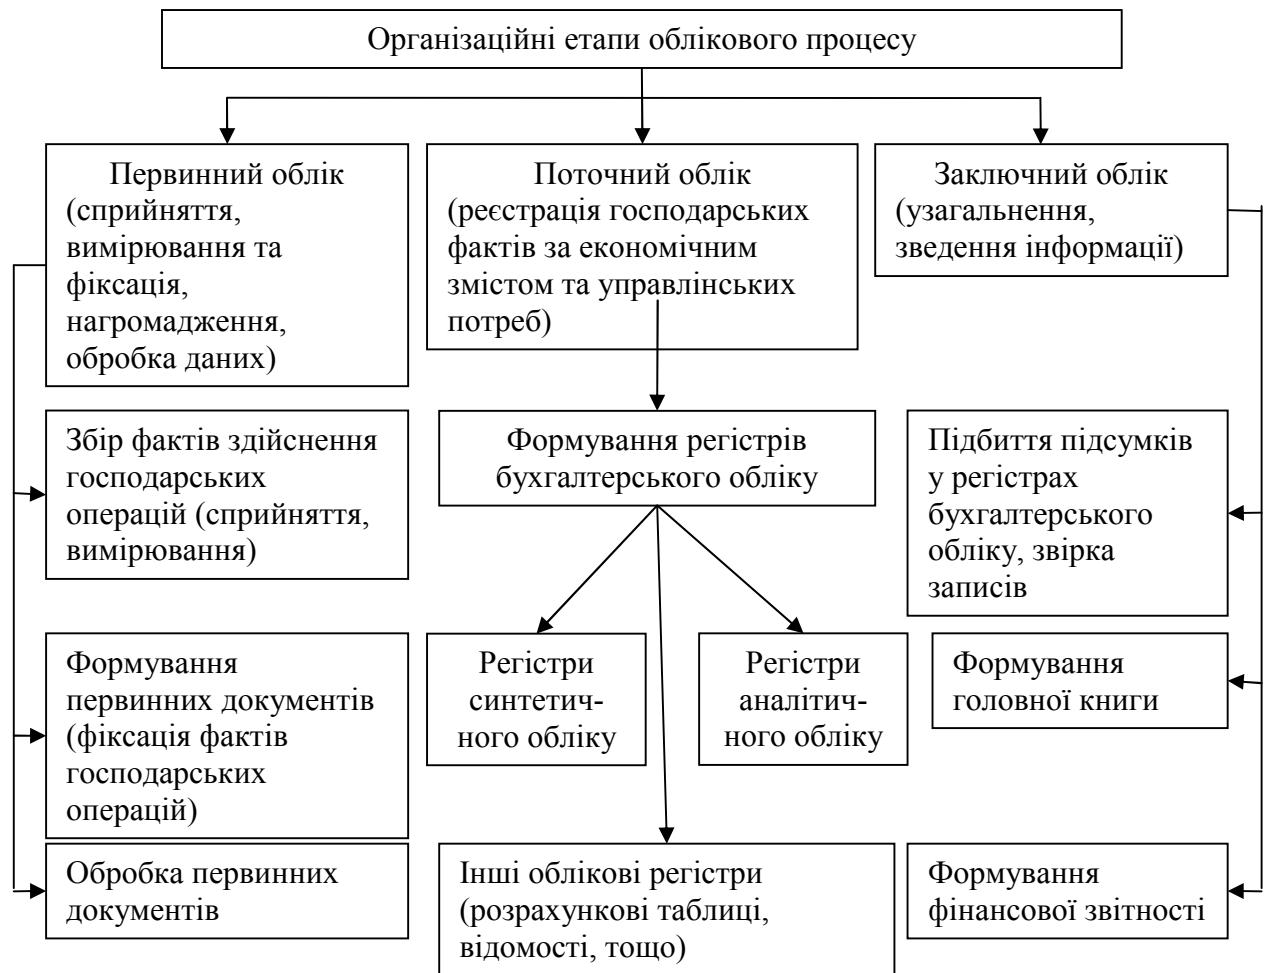 Організаційні етапи облікового процесу
Первинний облік
(сприйняття,
вимірювання та
фіксація,
нагромадження,
обробка даних)
Поточний облік
(реєстрація господарських
фактів за економічним
змістом та управлінських
потреб)
Заключний облік
(узагальнення,
зведення інформації)
Збір фактів здійснення
господарських
операцій (сприйняття,
вимірювання)
Формування регістрів
бухгалтерського обліку
Підбиття підсумків
у регістрах
бухгалтерського
обліку, звірка
записів
Формування
первинних документів
(фіксація фактів
господарських
операцій)
Регістри
синтетич-
ного обліку
Регістри
аналітич-
ного обліку
Формування
головної книги
Обробка первинних
документів
Інші облікові регістри
(розрахункові таблиці,
відомості, тощо)
Формування
фінансової звітності